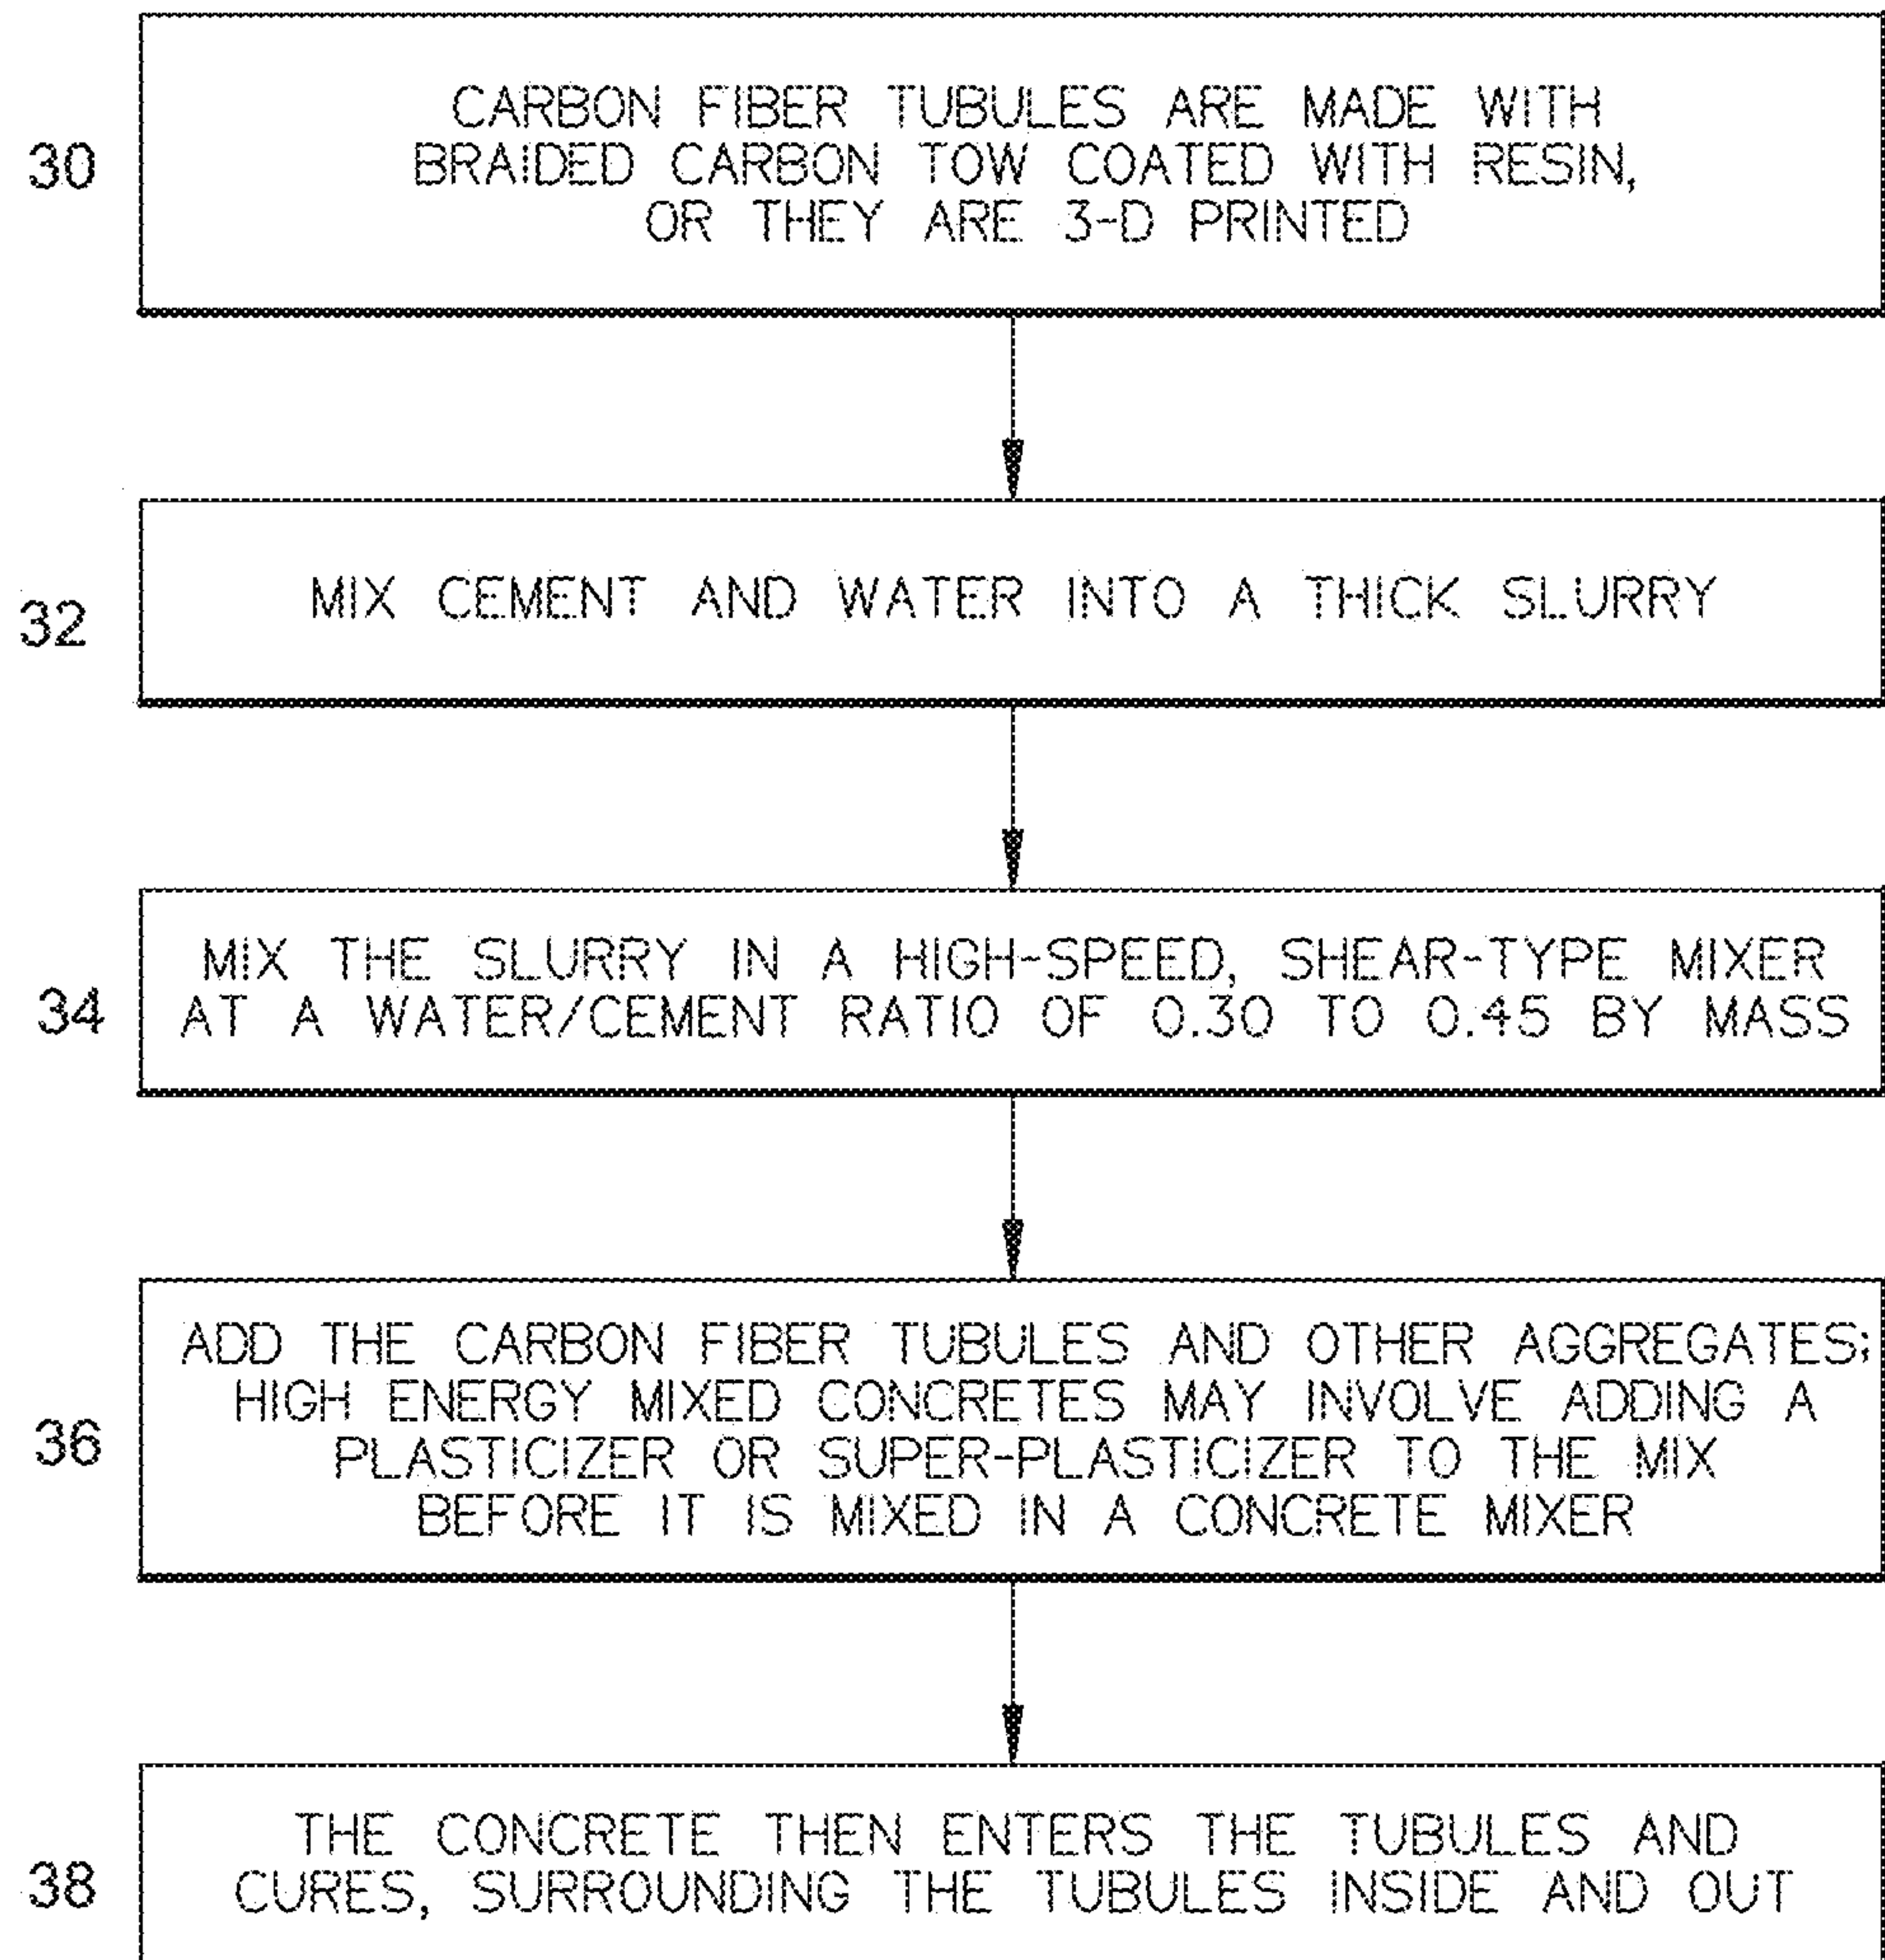 30
CARBON FIBER TUBULES ARE MADE WITH
BRAIDED CARBON TOW COATED WITH RESIN,
OR THEY ARE 3-D PRINTED
32
MIX CEMENT AND WATER INTO A THICK SLURRY
34
MIX THE SLURRY IN A HIGH-SPEED, SHEAR-TYPE MIXER
AT A WATER/CEMENT RATIO OF 0.30 TO 0.45 BY MASS
36
ADD THE CARBON FIBER TUBULES AND OTHER AGGREGATES;
HIGH ENERGY MIXED CONCRETES MAY INVOLVE ADDING A
PLASTICIZER OR SUPER-PLASTICIZER TO THE MIX
BEFORE IT IS MIXED IN A CONCRETE MIXER
38
THE CONCRETE THEN ENTERS THE TUBULES AND
CURES, SURROUNDING THE TUBULES INSIDE AND OUT